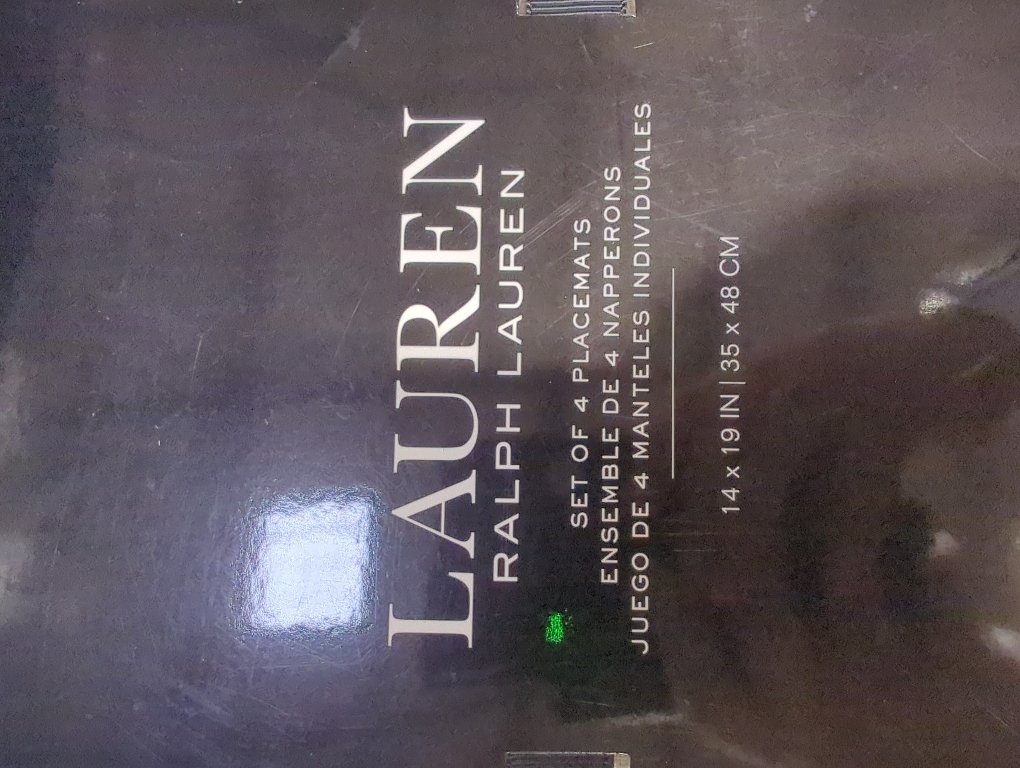 LAUREN
RALPH LAUREN
SET OF 4 PLACEMATS
ENSEMBLE DE 4 NAPPERONS
JUEGO DE 4 MANTELES INDIVIDUALES
14 x 19 IN | 35 x 48 CM